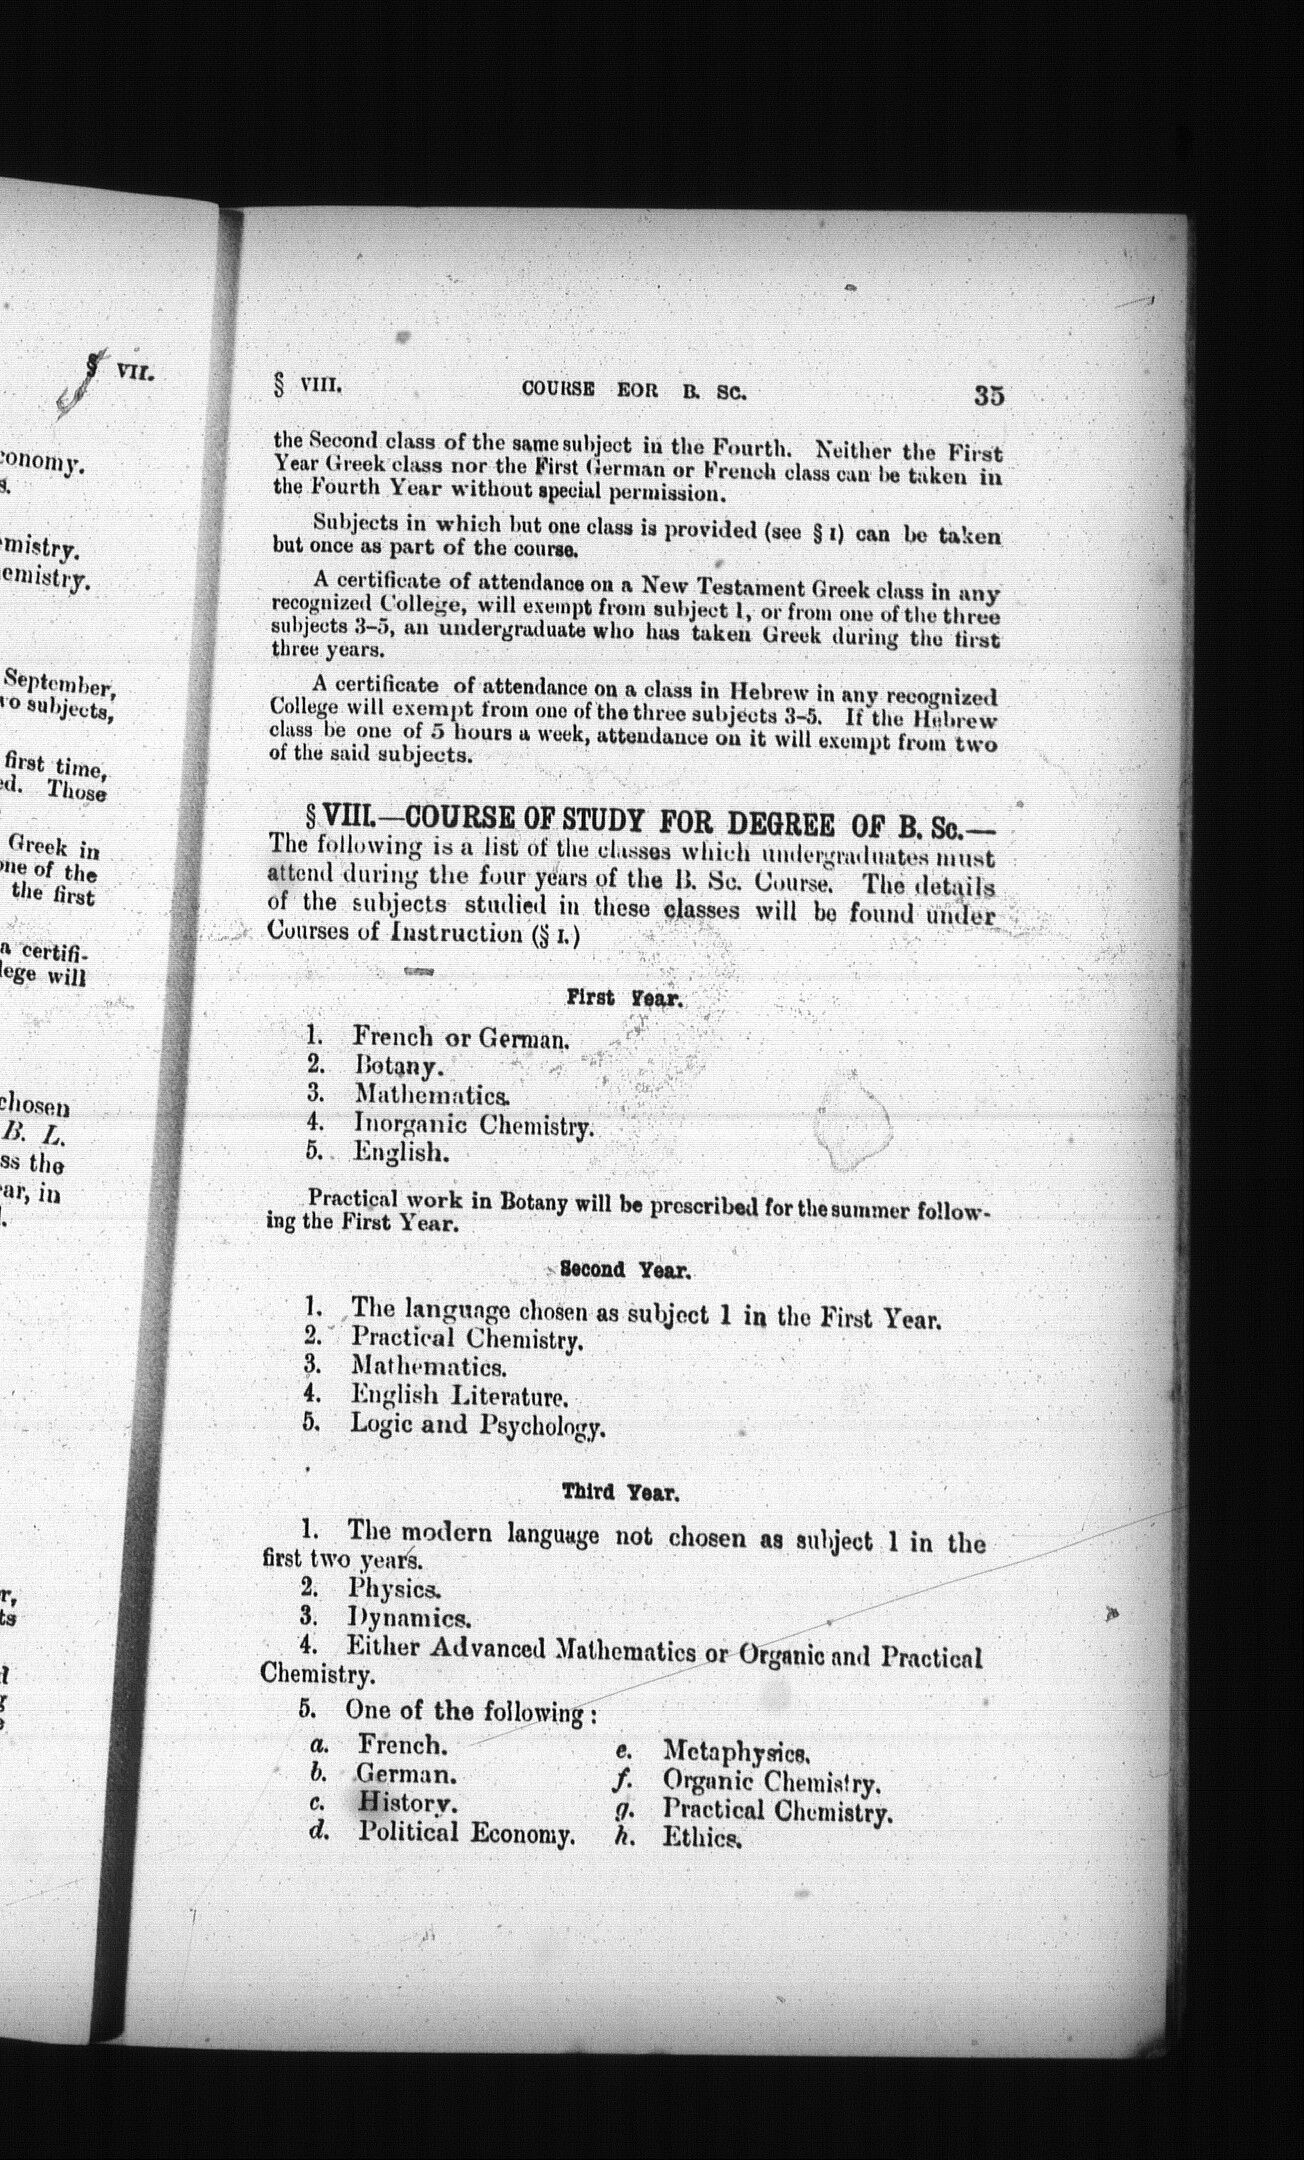 § VII.
economy.
s.
emistry.
emistry.
September,
subjects,
first time,
ed. Those
Greek in
one of the
the first
a certifi-
lege will
chosen
B. L.
ss the
ar, in
§ VIII. COURSE EOR B. SC. 35
the Second class of the same subject in the Fourth. Neither the First
Year Greek class nor the First German or French class can be taken in
the Fourth Year without special permission.
Subjects in which but one class is provided (see § I) can be taken
but once as part of the course.
A certificate of attendance on a New Testament Greek class in any
recognized College, will exempt from subject 1, or from one of the three
subjects 3-5, an undergraduate who has taken Greek during the first
three years.
A certificate of attendance on a class in Hebrew in any recognized
College will exempt from one of the three subjects 3-5. If the Hebrew
class be one of 5 hours a week, attendance on it will exempt from two
of the said subjects.
§ VIII.—COURSE OF STUDY FOR DEGREE OF B. Sc.—
The following is a list of the classes which undergraduates must
attend during the four years of the B. Sc. Course. The details
of the subjects studied in these classes will be found under
Courses of Instruction (§ I.)
First Year.
1. French or German.
2. Botany.
3. Mathematics.
4. Inorganic Chemistry.
5. English.
Practical work in Botany will be prescribed for the summer follow-
ing the First Year.
Second Year.
1. The language chosen as subject 1 in the First Year.
2. Practical Chemistry.
3. Mathematics.
4. English Literature.
5. Logic and Psychology.
Third Year.
1. The modern language not chosen as subject 1 in the
first two years.
2. Physics.
3. Dynamics.
4. Either Advanced Mathematics or Organic and Practical
Chemistry.
5. One of the following:
a. French.
b. German.
c. History.
d. Political Economy.
e. Metaphysics.
f. Organic Chemistry.
g. Practical Chemistry.
h. Ethics.